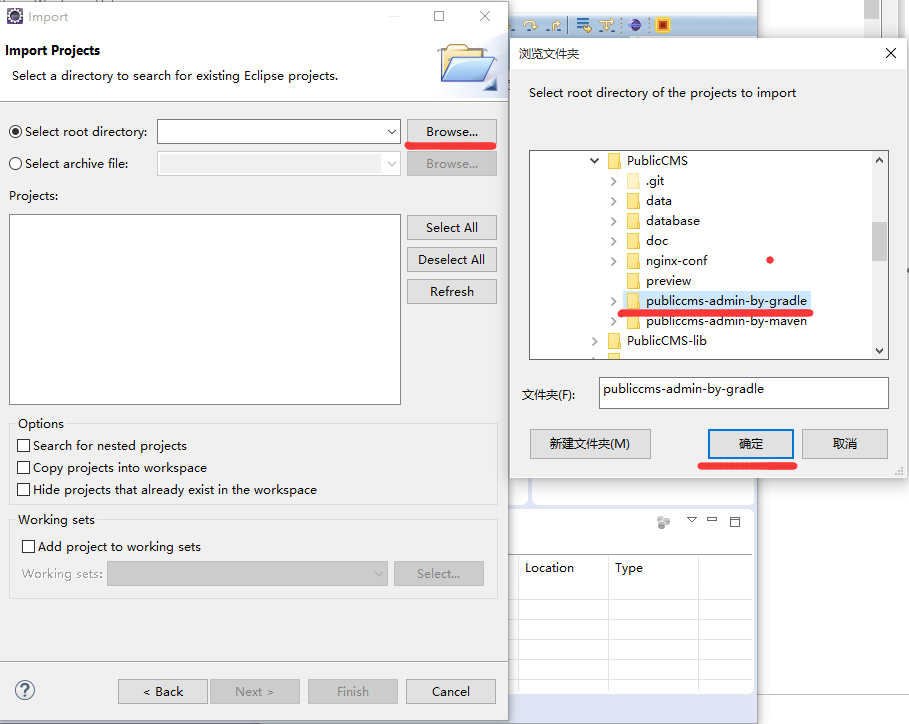 Import
Import Projects
Select a directory to search for existing Eclipse projects.
Select root directory:
Browse...
Select archive file:
Browse...
Projects:
Select All
Deselect All
Refresh
Options
Search for nested projects
Copy projects into workspace
Hide projects that already exist in the workspace
Working sets
Add project to working sets
Working sets:
Select...
< Back
Next >
Finish
Cancel
浏览文件夹
Select root directory of the projects to import
PublicCMS
.git
data
database
doc
nginx-conf
preview
publiccms-admin-by-gradle
publiccms-admin-by-maven
PublicCMS-lib
文件夹(F):
publiccms-admin-by-gradle
新建文件夹(M)
确定
取消
Location
Type